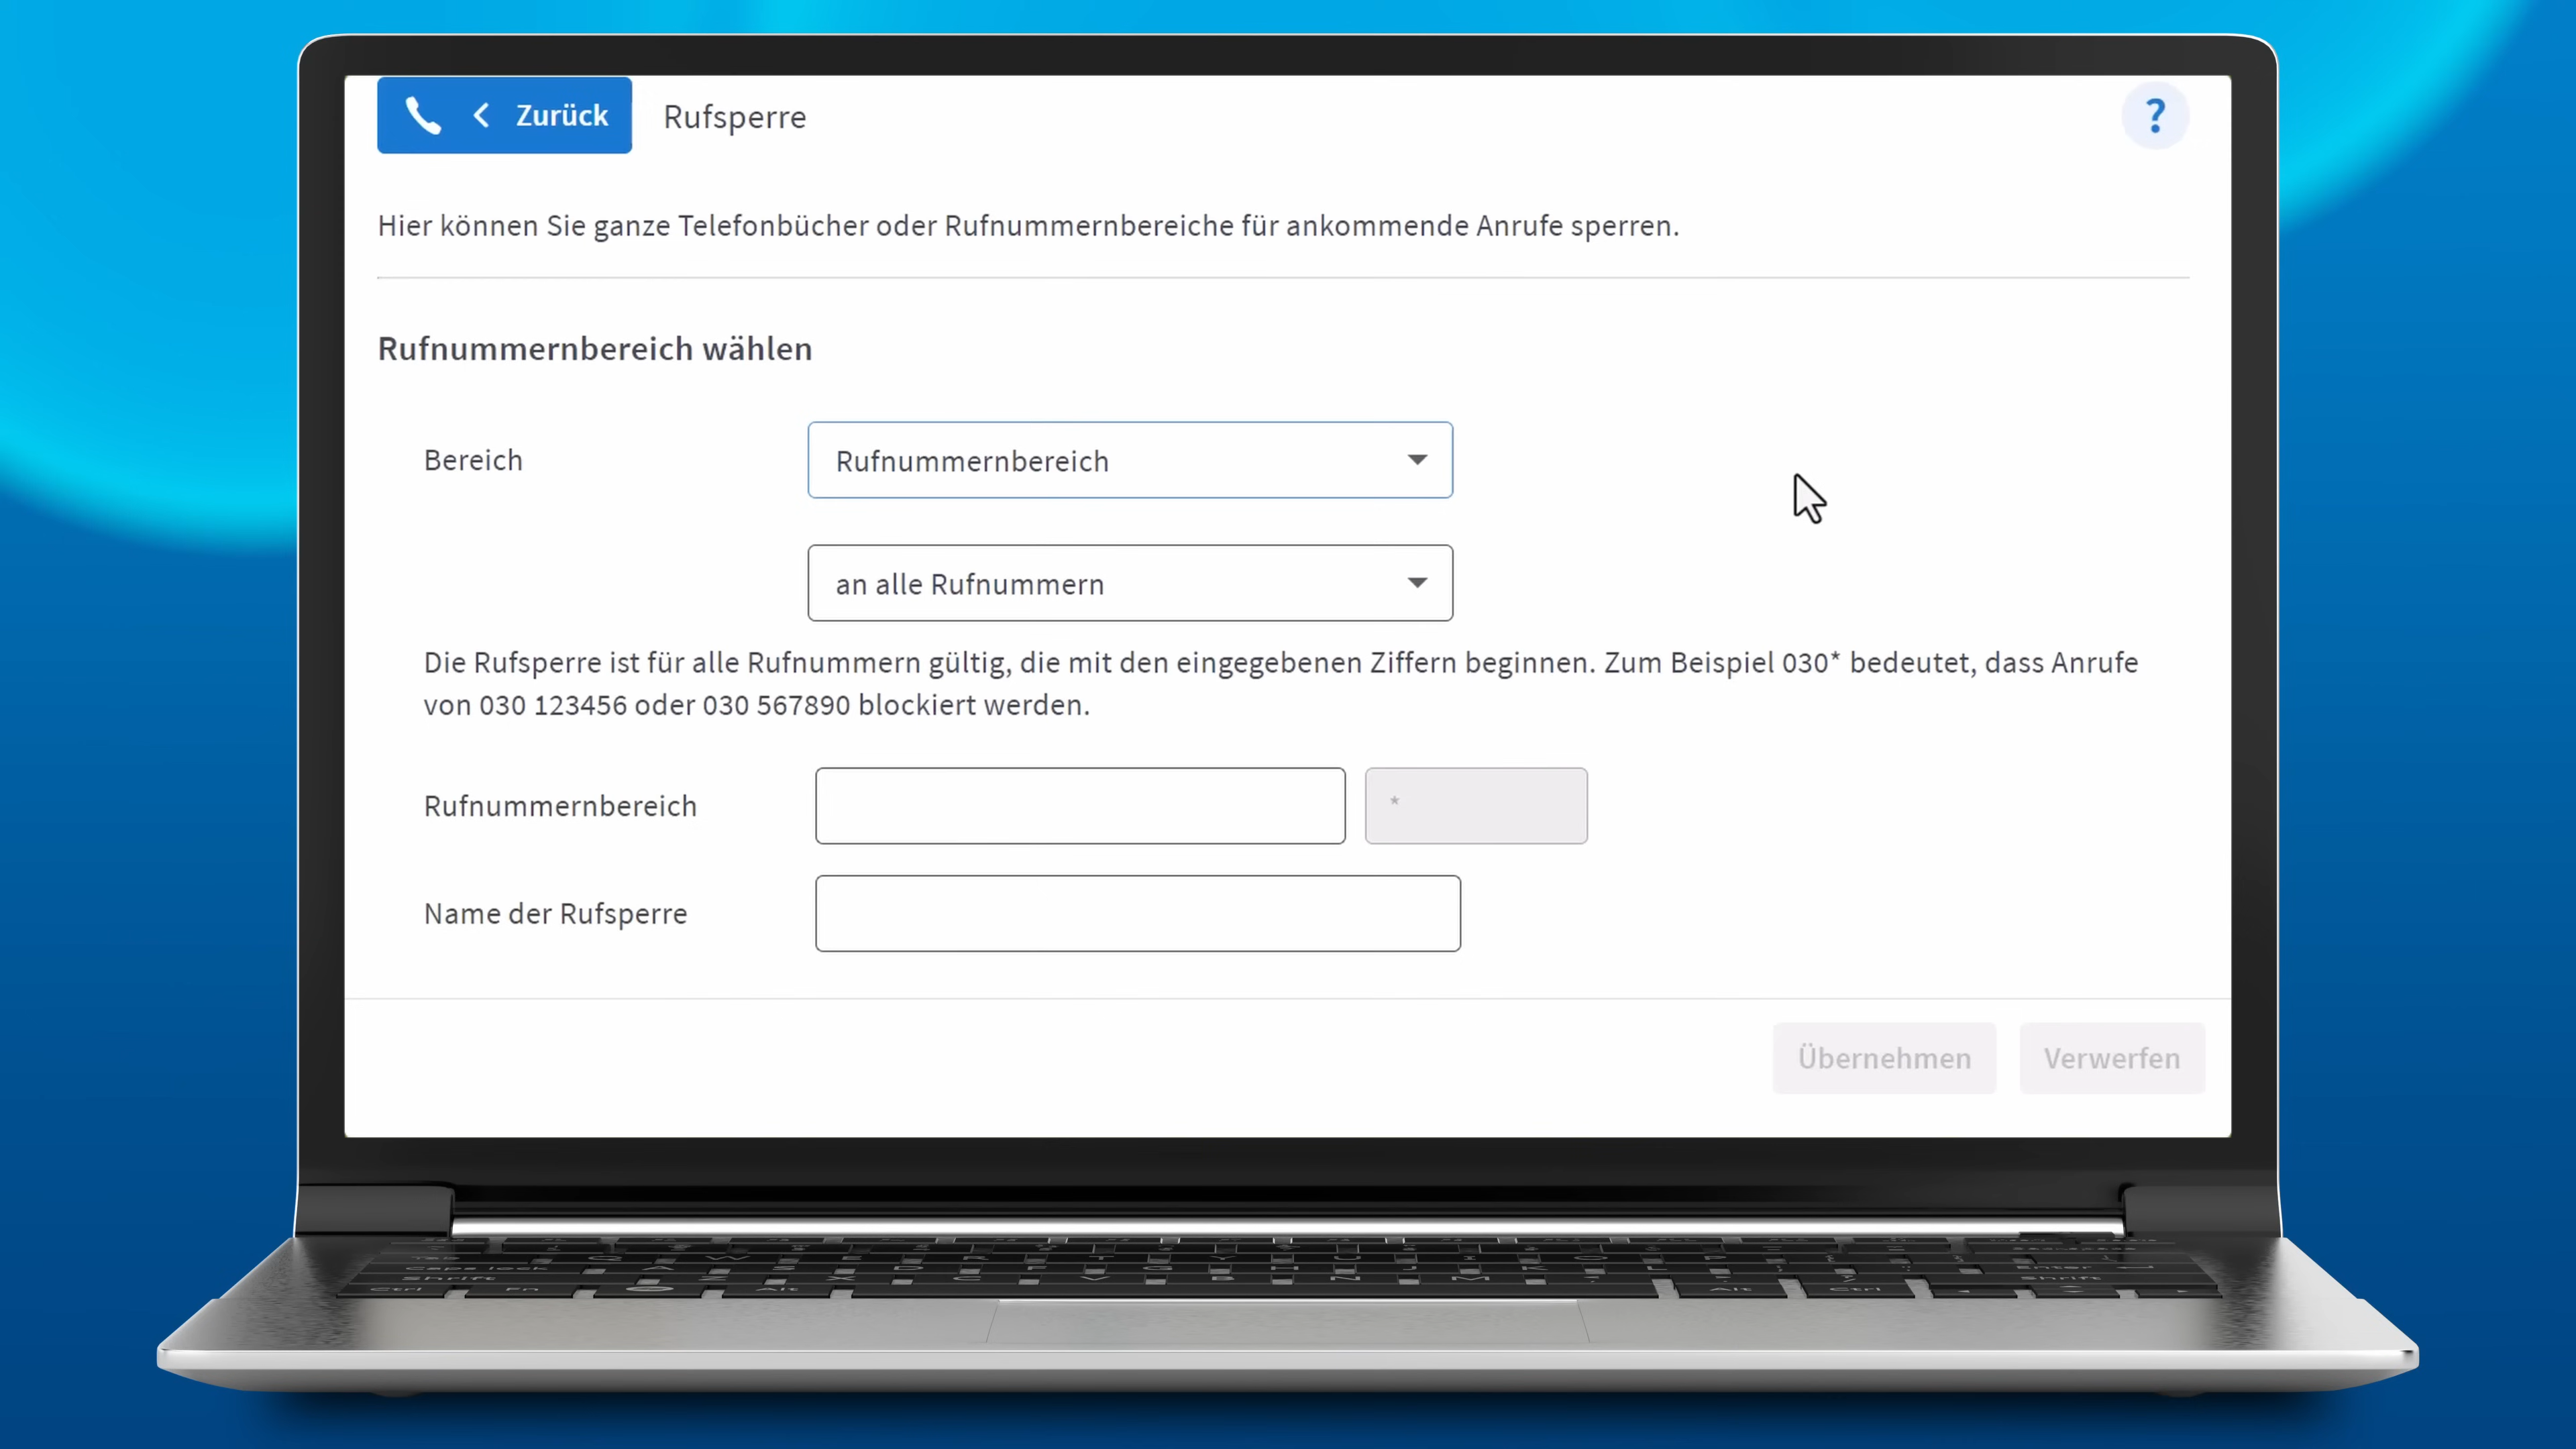 Zurück
Rufsperre
?
Hier können Sie ganze Telefonbücher oder Rufnummernbereiche für ankommende Anrufe sperren.
Rufnummernbereich wählen
Bereich
Rufnummernbereich
an alle Rufnummern
Die Rufsperre ist für alle Rufnummern gültig, die mit den eingegebenen Ziffern beginnen. Zum Beispiel 030* bedeutet, dass Anrufe
von 030 123456 oder 030 567890 blockiert werden.
Rufnummernbereich
*
Name der Rufsperre
Übernehmen
Verwerfen